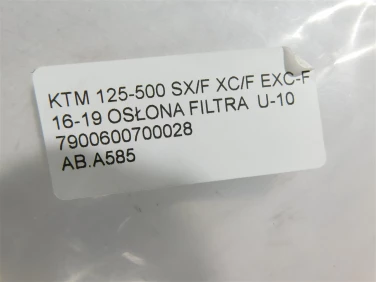 KTM 125-500 SX/F XC/F EXC-F
16-19 OSŁONA FILTRA U-10
7900600700028
AB.A585